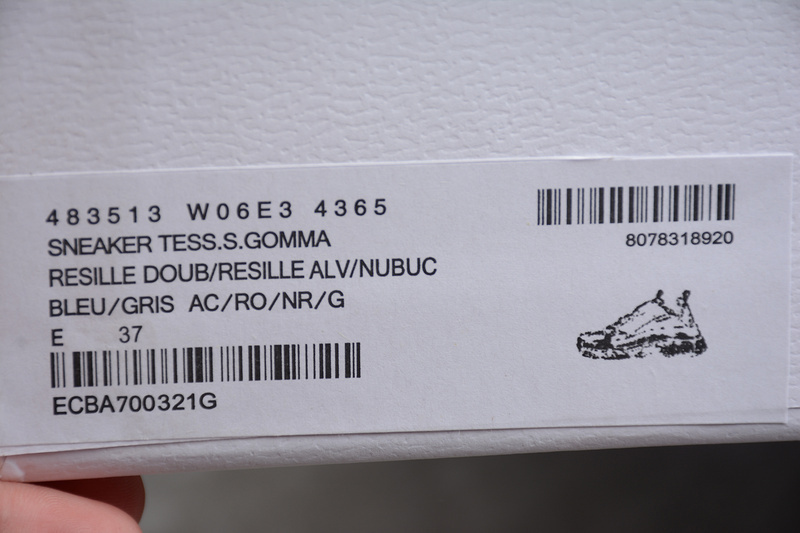 483513 W06E3 4365
SNEAKER TESS.S.GOMMA
RESILLE DOUB/RESILLE ALV/NUBUC
BLEU/GRIS AC/RO/NR/G
E 37
ECBA700321G
8078318920